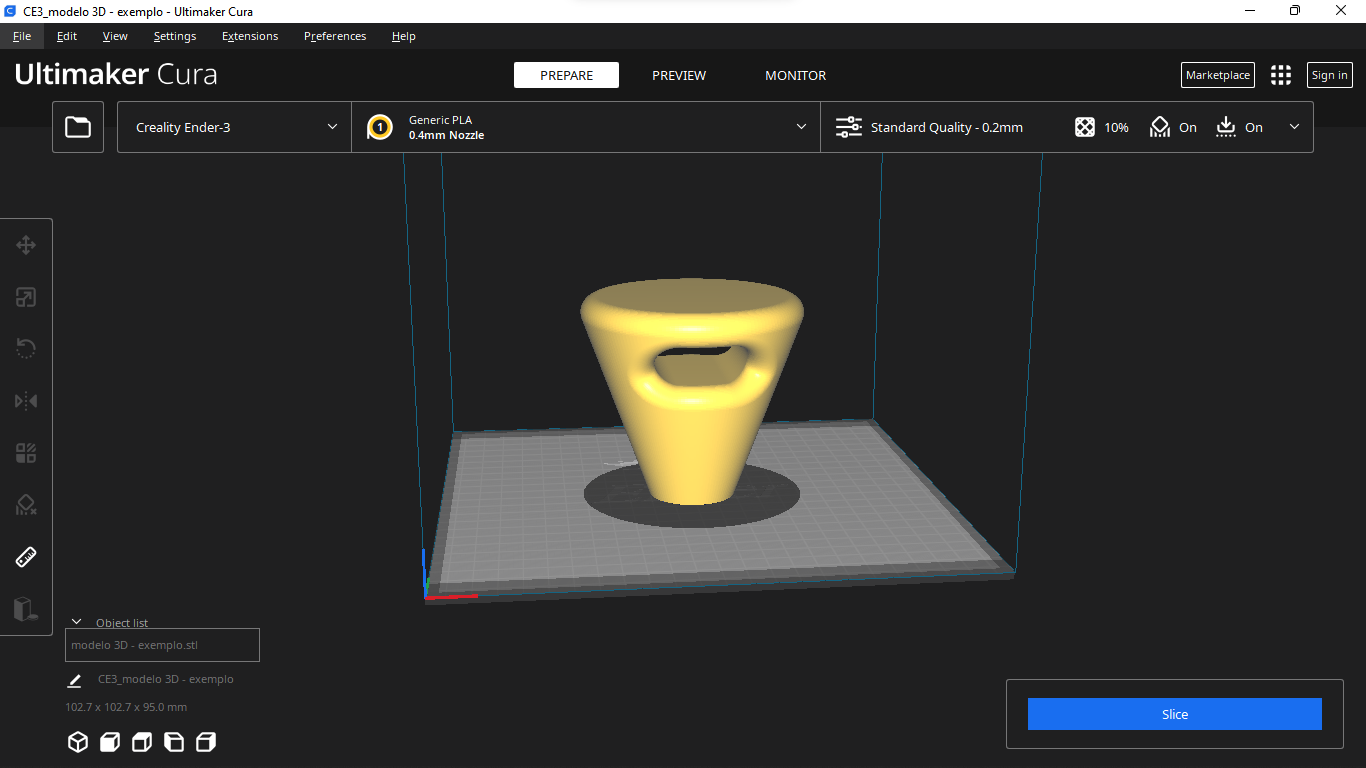 CE3_modelo 3D - exemplo - Ultimaker Cura
File Edit View Settings Extensions Preferences Help
Ultimaker Cura
PREPARE PREVIEW MONITOR
Marketplace
Sign in
Creality Ender-3
1
Generic PLA
0.4mm Nozzle
Standard Quality - 0.2mm
10%
On
On
Object list
modelo 3D - exemplo.stl
CE3_modelo 3D - exemplo
102.7 x 102.7 x 95.0 mm
Slice